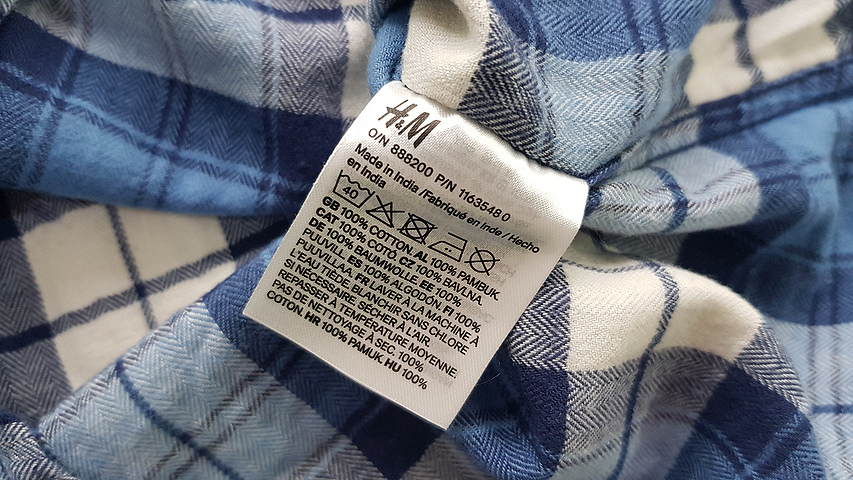 H&M
O/N 888200 P/N 1163548 0
Made in India /Fabriqué en Inde / Hecho
en India
40
GB 100% COTTON. AL 100% PAMBUK.
CAT 100% COTÓ. CZ 100% BAVLNA.
DE 100% BAUMWOLLE. EE 100%
PUUVILL. ES 100% ALGODÓN. FI 100%
PUUVILLAA. FR LAVER À LA MACHINE À
L'EAU TIÈDE. BLANCHIR SANS CHLORE
SI NÉCESSAIRE. SÉCHER À L'AIR.
REPASSER À TEMPÉRATURE MOYENNE.
PAS DE NETTOYAGE À SEC. 100%
COTON. HR 100% PAMUK. HU 100%